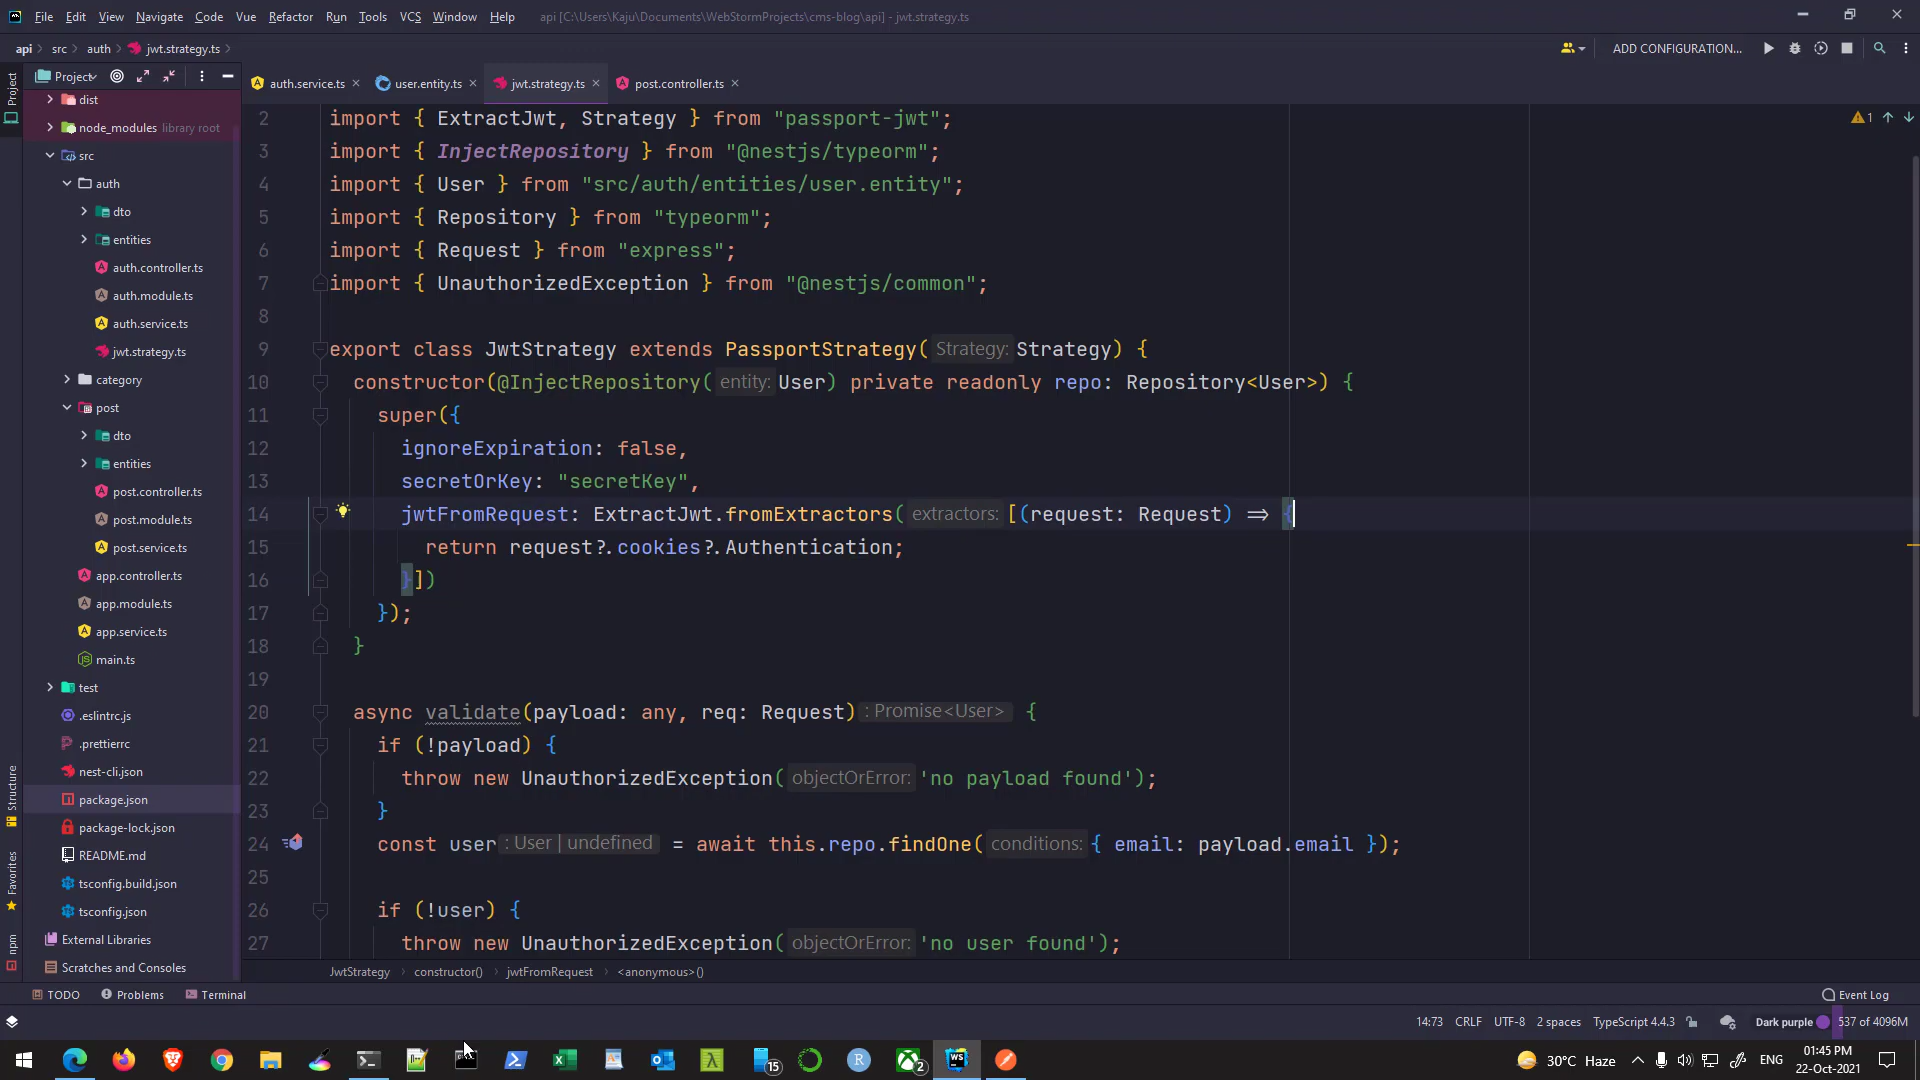 File Edit View Navigate Code Vue Refactor Run Tools VCS Window Help api [C:\Users\Kaju\Documents\WebStormProjects\cms-blog\api] - jwt.strategy.ts
api src auth jwt.strategy.ts ADD CONFIGURATION...
Project
auth.service.ts user.entity.ts jwt.strategy.ts post.controller.ts
Project
dist
node_modules library root
src
auth
dto
entities
auth.controller.ts
auth.module.ts
auth.service.ts
jwt.strategy.ts
category
post
dto
entities
post.controller.ts
post.module.ts
post.service.ts
app.controller.ts
app.module.ts
app.service.ts
main.ts
test
.eslintrc.js
.prettierrc
nest-cli.json
package.json
package-lock.json
README.md
tsconfig.build.json
tsconfig.json
External Libraries
Scratches and Consoles
Structure
Favorites
npm
1
2 import { ExtractJwt, Strategy } from "passport-jwt";
3 import { InjectRepository } from "@nestjs/typeorm";
4 import { User } from "src/auth/entities/user.entity";
5 import { Repository } from "typeorm";
6 import { Request } from "express";
7 import { UnauthorizedException } from "@nestjs/common";
8
9 export class JwtStrategy extends PassportStrategy( Strategy: Strategy) {
10 constructor(@InjectRepository( entity: User) private readonly repo: Repository<User>) {
11 super({
12 ignoreExpiration: false,
13 secretOrKey: "secretKey",
14 jwtFromRequest: ExtractJwt.fromExtractors( extractors: [(request: Request) => {
15 return request?.cookies?.Authentication;
16 }])
17 });
18 }
19
20 async validate(payload: any, req: Request) : Promise<User> {
21 if (!payload) {
22 throw new UnauthorizedException( objectOrError: 'no payload found');
23 }
24 const user : User | undefined = await this.repo.findOne( conditions: { email: payload.email });
25
26 if (!user) {
27 throw new UnauthorizedException( objectOrError: 'no user found');
JwtStrategy constructor() jwtFromRequest <anonymous>()
TODO Problems Terminal Event Log
14:73 CRLF UTF-8 2 spaces TypeScript 4.4.3 Dark purple 537 of 4096M
15 R 2 WS 30°C Haze ENG 01:45 PM
22-Oct-2021